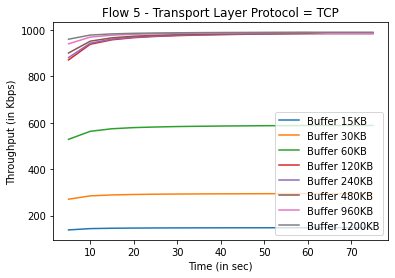 Flow 5 - Transport Layer Protocol = TCP
1000
800
600
400
200
Throughput (in Kbps)
Buffer 15KB
Buffer 30KB
Buffer 60KB
Buffer 120KB
Buffer 240KB
Buffer 480KB
Buffer 960KB
Buffer 1200KB
10 20 30 40 50 60 70
Time (in sec)